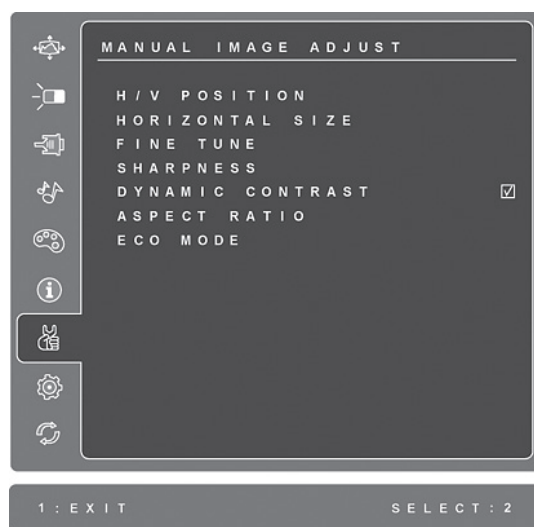 MANUAL IMAGE ADJUST
H/V POSITION
HORIZONTAL SIZE
FINE TUNE
SHARPNESS
DYNAMIC CONTRAST
ASPECT RATIO
ECO MODE
1:EXIT SELECT:2